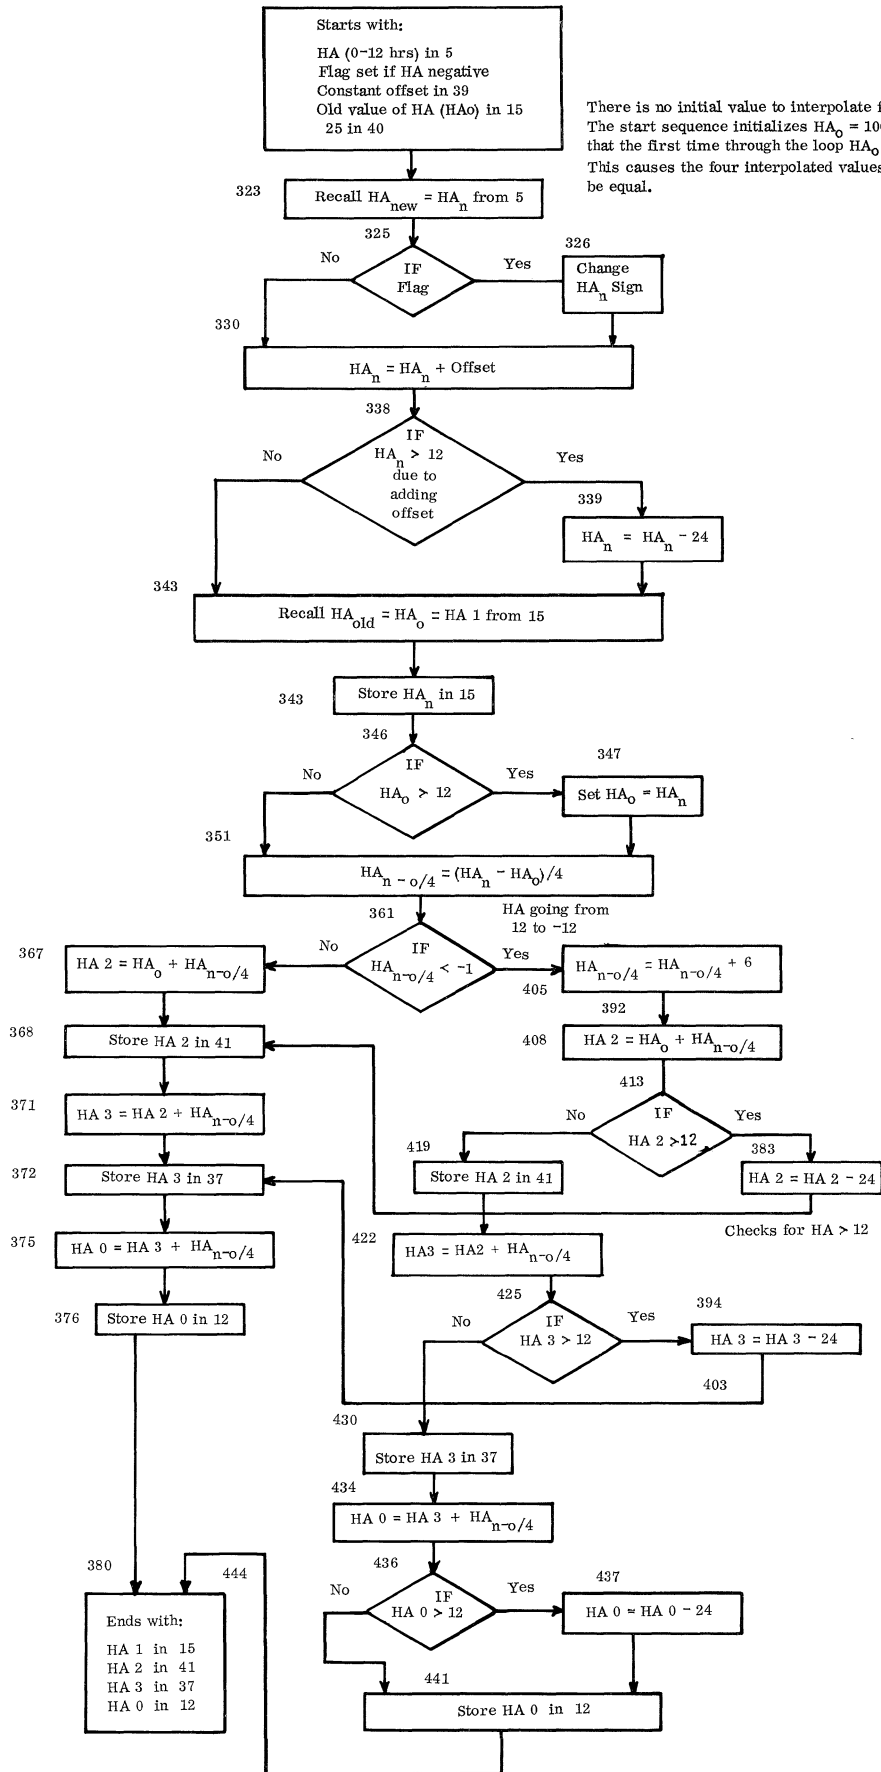 Starts with:
HA (0-12 hrs) in 5
Flag set if HA negative
Constant offset in 39
Old value of HA (HAo) in 15
25 in 40
There is no initial value to interpolate
The start sequence initializes HAo =
that the first time through the loop HAo
This causes the four interpolated values
be equal.
323
Recall HAnew = HAn from 5
325
IF
Flag
No
Yes
326
Change
HAn Sign
330
HAn = HAn + Offset
338
IF
HAn > 12
due to
adding
offset
No
Yes
339
HAn = HAn - 24
343
Recall HAold = HAo = HA 1 from 15
343
Store HAn in 15
346
IF
HAo > 12
No
Yes
347
Set HAo = HAn
351
HAn - o/4 = (HAn - HAo)/4
361
HA going from
12 to -12
IF
HAn-o/4 < -1
No
Yes
367
HA 2 = HAo + HAn-o/4
405
HAn-o/4 = HAn-o/4 + 6
392
368
Store HA 2 in 41
408
HA 2 = HAo + HAn-o/4
413
371
HA 3 = HA 2 + HAn-o/4
IF
HA 2 > 12
No
Yes
383
HA 2 = HA 2 - 24
372
Store HA 3 in 37
419
Store HA 2 in 41
Checks for HA > 12
375
HA 0 = HA 3 + HAn-o/4
422
HA3 = HA2 + HAn-o/4
425
376
Store HA 0 in 12
IF
HA 3 > 12
No
Yes
394
HA 3 = HA 3 - 24
403
430
Store HA 3 in 37
434
HA 0 = HA 3 + HAn-o/4
436
IF
HA 0 > 12
No
Yes
437
HA 0 = HA 0 - 24
441
Store HA 0 in 12
380
444
Ends with:
HA 1 in 15
HA 2 in 41
HA 3 in 37
HA 0 in 12